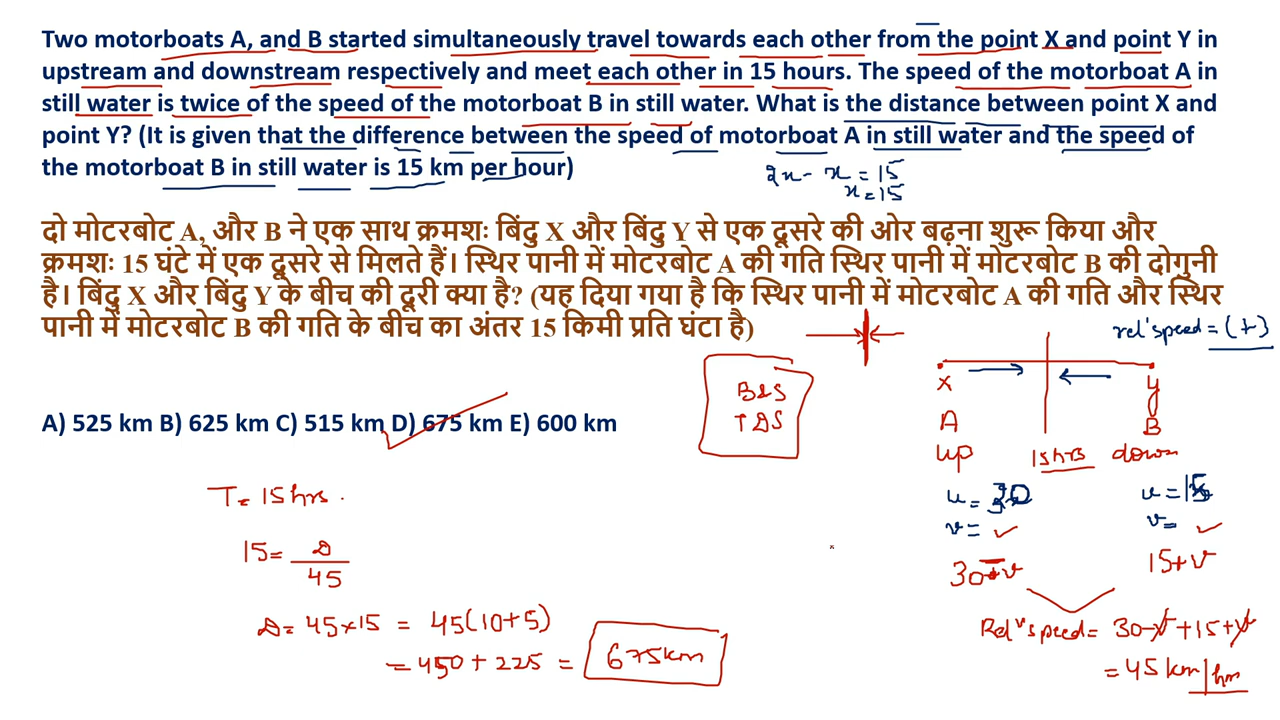 Two motorboats A, and B started simultaneously travel towards each other from the point X and point Y in
upstream and downstream respectively and meet each other in 15 hours. The speed of the motorboat A in
still water is twice of the speed of the motorboat B in still water. What is the distance between point X and
point Y? (It is given that the difference between the speed of motorboat A in still water and the speed of
the motorboat B in still water is 15 km per hour)
2x - x = 15
x = 15
दो मोटरबोट A, और B ने एक साथ क्रमशः बिंदु X और बिंदु Y से एक दूसरे की ओर बढ़ना शुरू किया और
क्रमशः 15 घंटे में एक दूसरे से मिलते हैं। स्थिर पानी में मोटरबोट A की गति स्थिर पानी में मोटरबोट B की दोगुनी
है। बिंदु X और बिंदु Y के बीच की दूरी क्या है? (यह दिया गया है कि स्थिर पानी में मोटरबोट A की गति और स्थिर
पानी में मोटरबोट B की गति के बीच का अंतर 15 किमी प्रति घंटा है)
rel' speed = (+)
X Y
B&S
TDS
A) 525 km B) 625 km C) 515 km D) 675 km E) 600 km
A B
up 15hrs down
T = 15 hrs.
u = 30 u = 15
v = v =
15 = D
45
30 - v 15 + v
D = 45 × 15 = 45(10+5)
Relv speed = 30 - v + 15 + v
= 450 + 225 = 675km
= 45 km/hr